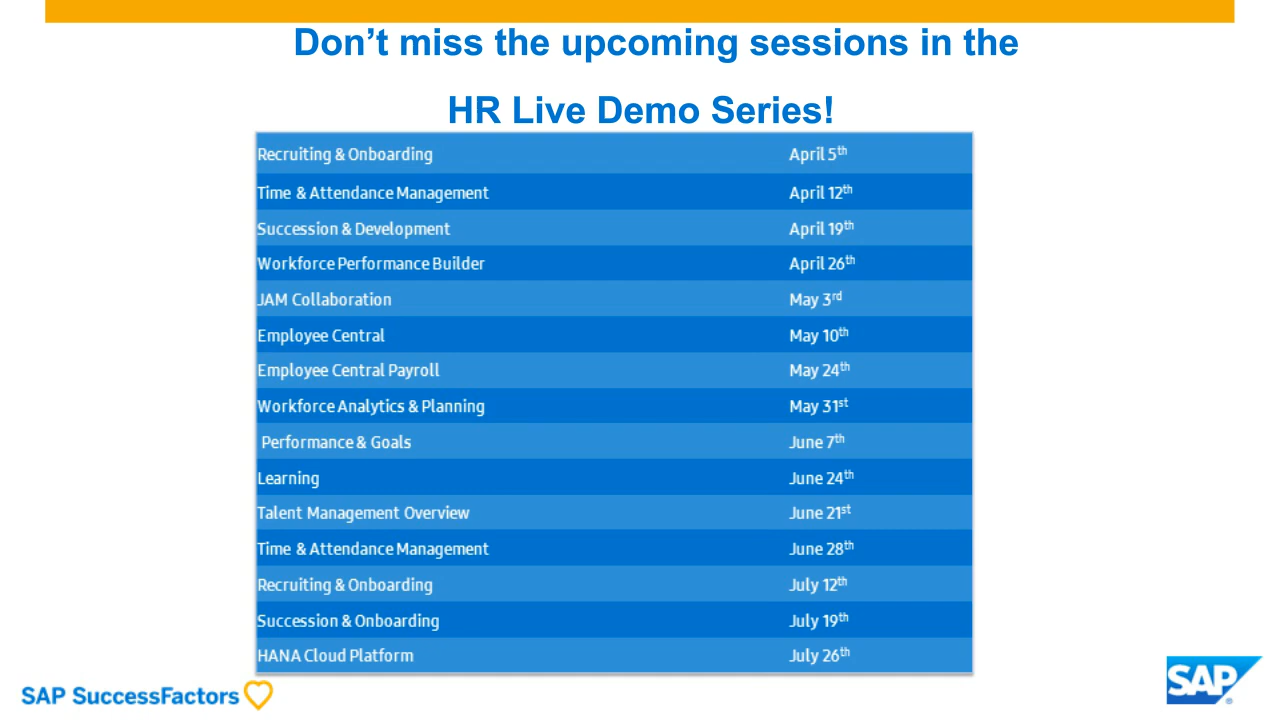 Don't miss the upcoming sessions in the
HR Live Demo Series!
Recruiting & Onboarding April 5th
Time & Attendance Management April 12th
Succession & Development April 19th
Workforce Performance Builder April 26th
JAM Collaboration May 3rd
Employee Central May 10th
Employee Central Payroll May 24th
Workforce Analytics & Planning May 31st
Performance & Goals June 7th
Learning June 24th
Talent Management Overview June 21st
Time & Attendance Management June 28th
Recruiting & Onboarding July 12th
Succession & Onboarding July 19th
HANA Cloud Platform July 26th
SAP SuccessFactors
SAP®